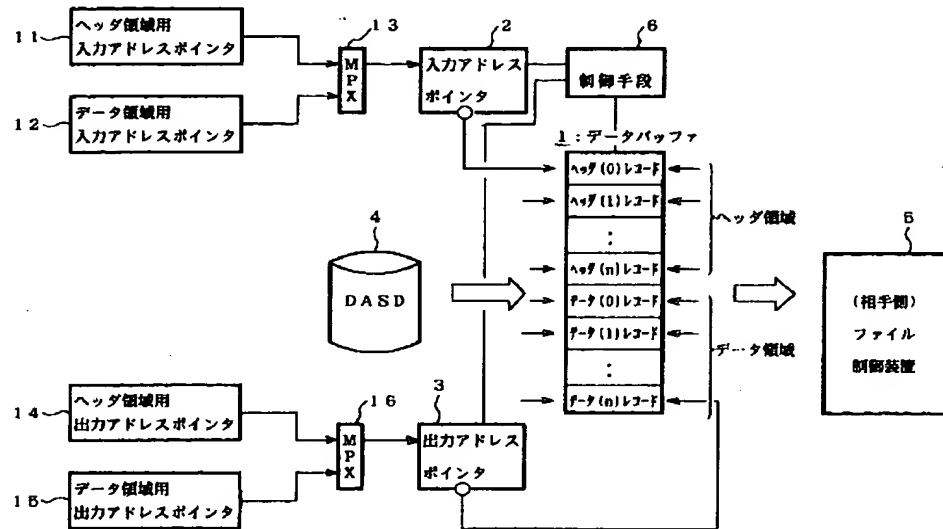 11
ヘッダ領域用
入力アドレスポインタ
12
データ領域用
入力アドレスポインタ
13
MPX
2
入力アドレス
ポインタ
6
制御手段
1:データバッファ
ヘッダ(0)レコード
ヘッダ(1)レコード
:
ヘッダ(n)レコード
データ(0)レコード
データ(1)レコード
:
データ(n)レコード
ヘッダ領域
データ領域
4
DASD
5
(相手側)
ファイル
制御装置
14
ヘッダ領域用
出力アドレスポインタ
15
データ領域用
出力アドレスポインタ
16
MPX
3
出力アドレス
ポインタ